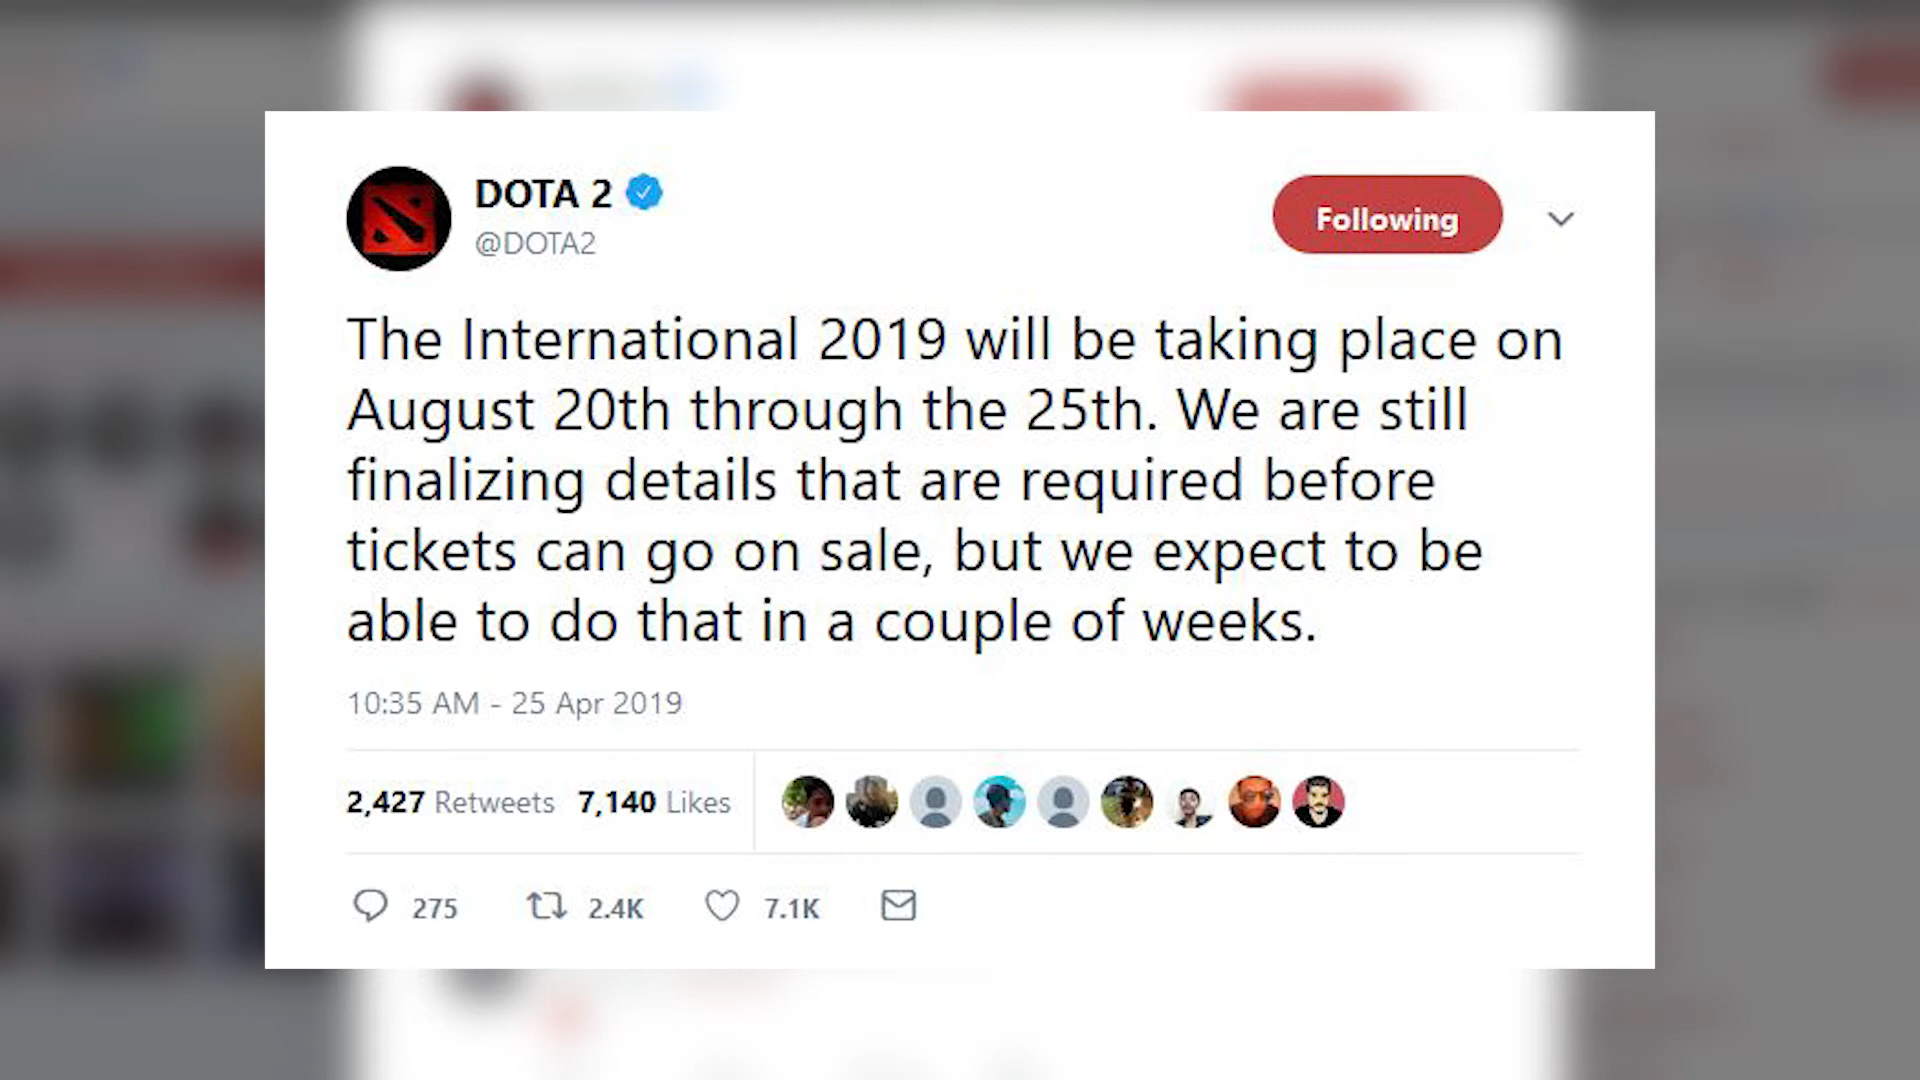 DOTA 2
@DOTA2
Following
The International 2019 will be taking place on
August 20th through the 25th. We are still
finalizing details that are required before
tickets can go on sale, but we expect to be
able to do that in a couple of weeks.
10:35 AM - 25 Apr 2019
2,427 Retweets 7,140 Likes
275 2.4K 7.1K